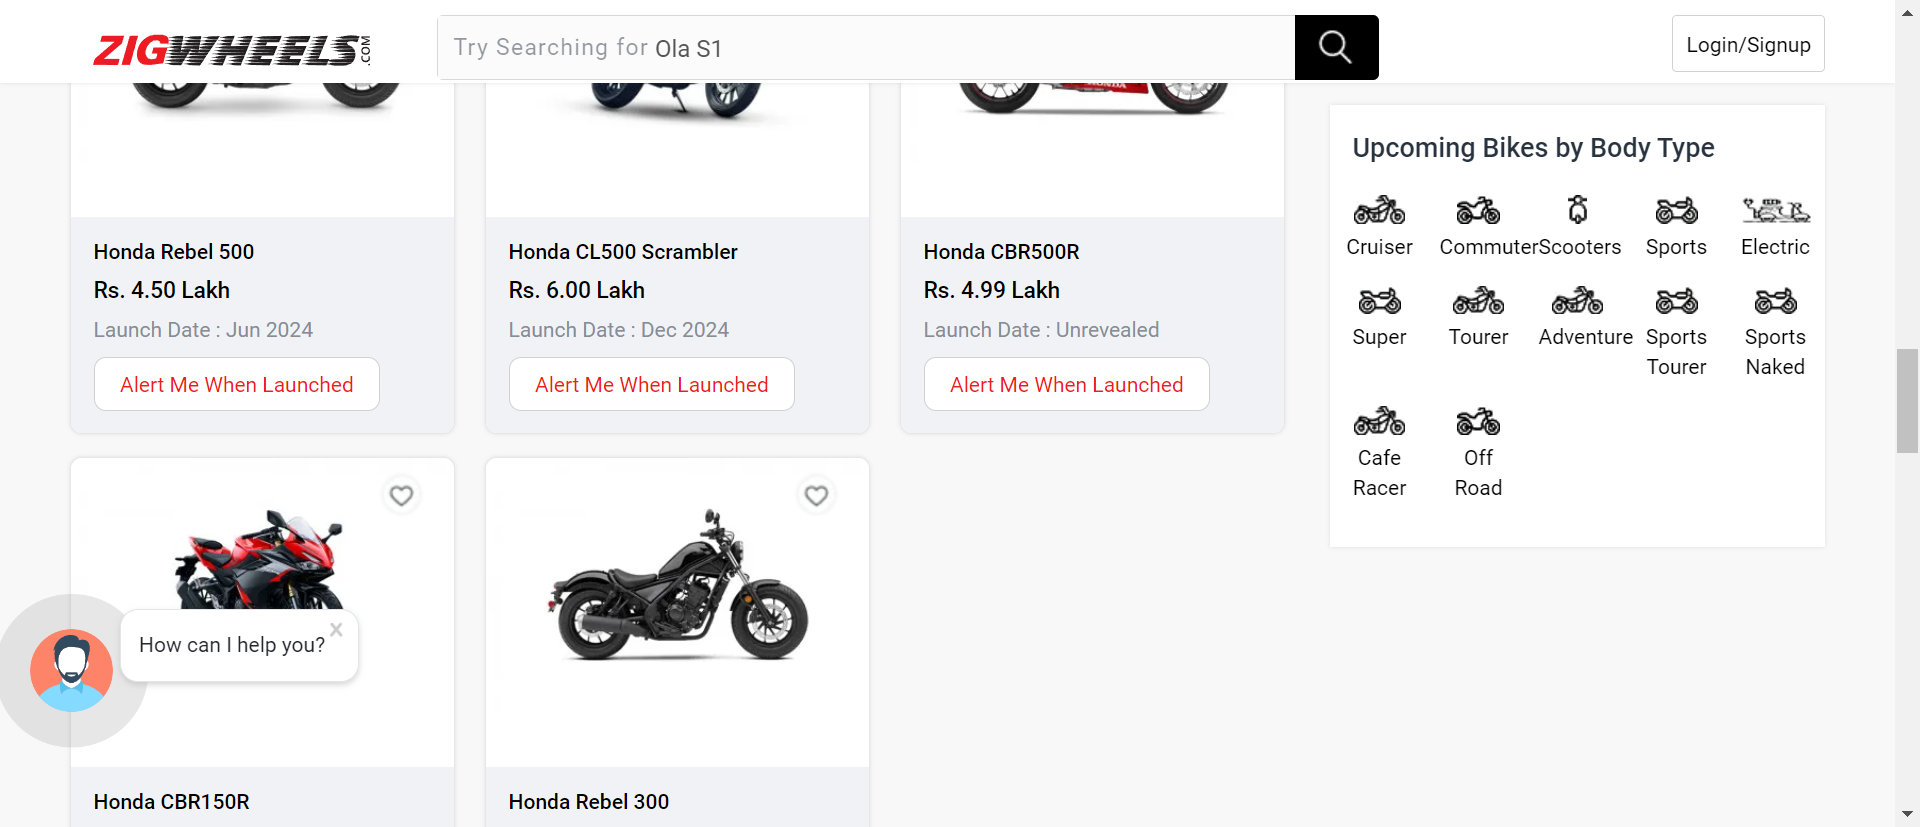 ZIGWHEELS.COM
Try Searching for Ola S1
Login/Signup
HONDA
Honda Rebel 500
Rs. 4.50 Lakh
Launch Date : Jun 2024
Alert Me When Launched
Honda CL500 Scrambler
Rs. 6.00 Lakh
Launch Date : Dec 2024
Alert Me When Launched
Honda CBR500R
Rs. 4.99 Lakh
Launch Date : Unrevealed
Alert Me When Launched
Upcoming Bikes by Body Type
Cruiser
Commuter
Scooters
Sports
Electric
Super
Tourer
Adventure
Sports
Tourer
Sports
Naked
Cafe
Racer
Off
Road
How can I help you?
Honda CBR150R
Honda Rebel 300